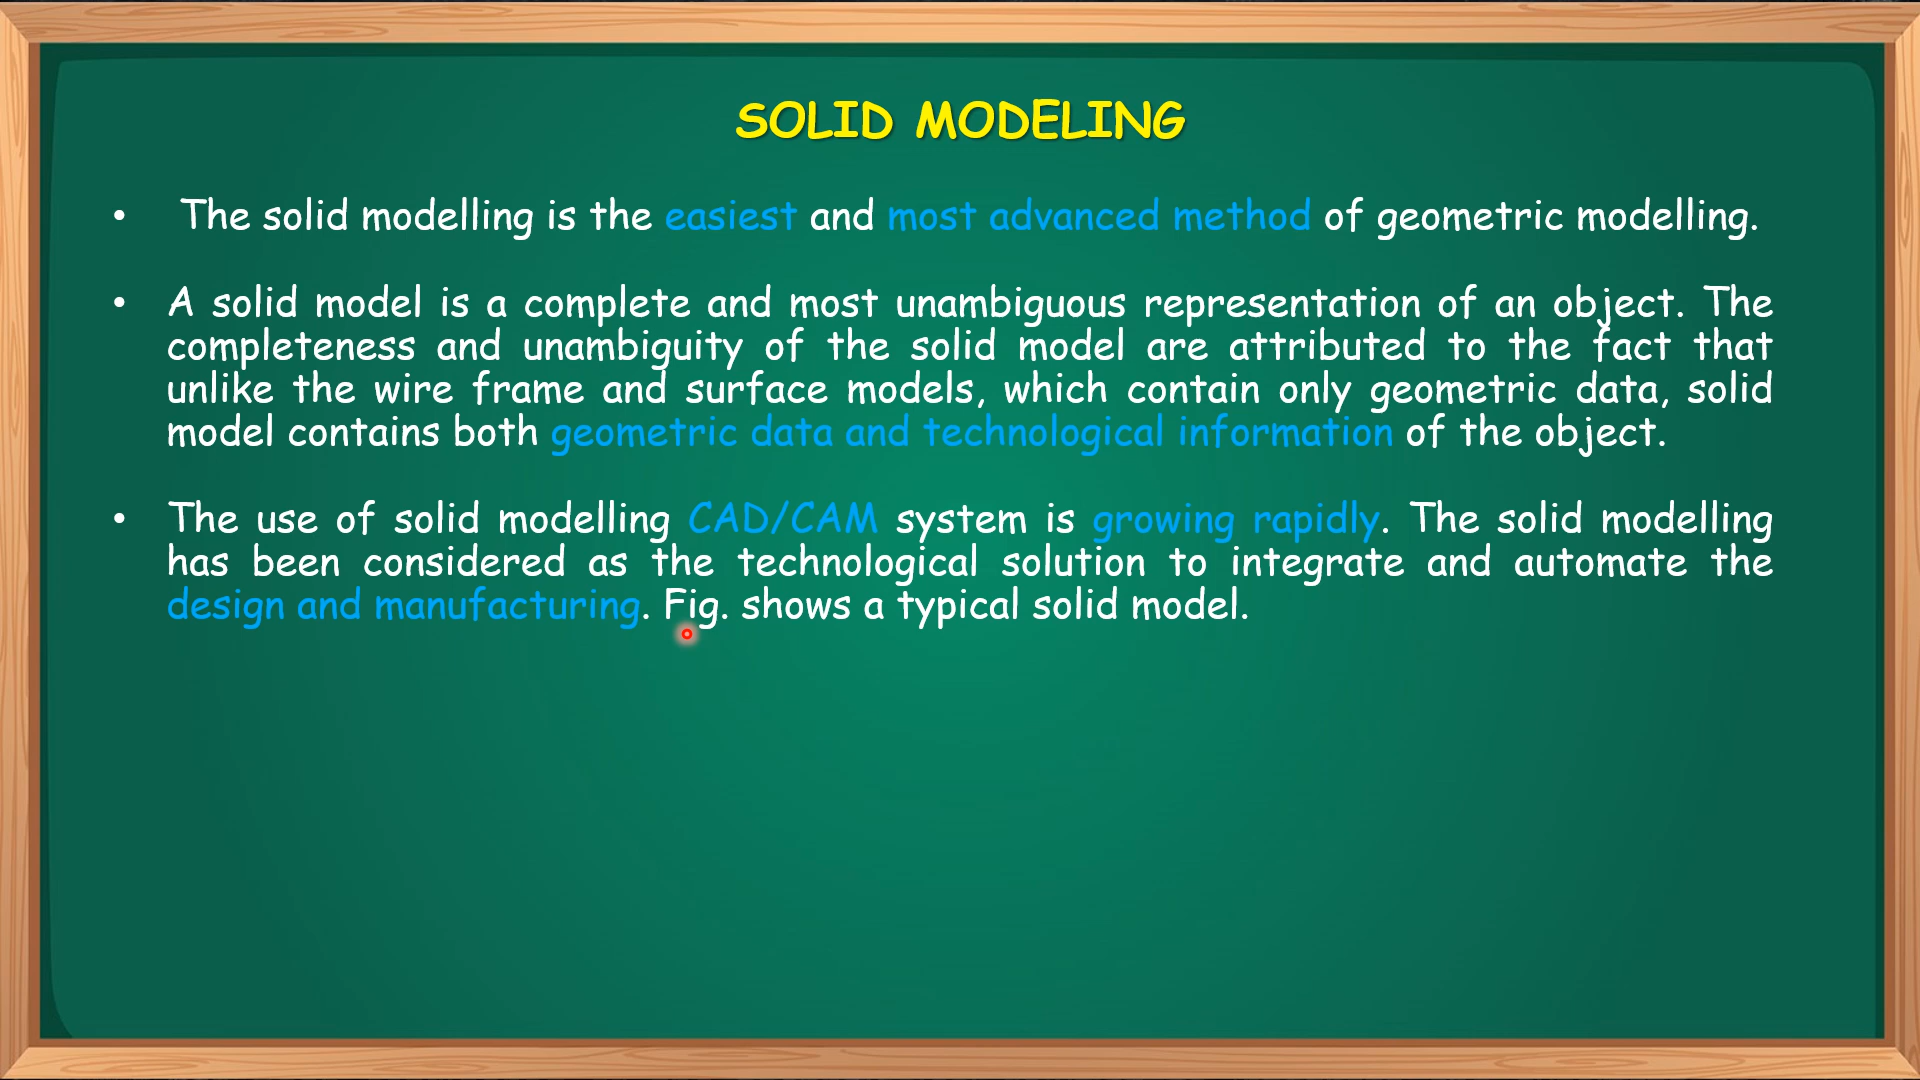 SOLID MODELING
• The solid modelling is the easiest and most advanced method of geometric modelling.
• A solid model is a complete and most unambiguous representation of an object. The
completeness and unambiguity of the solid model are attributed to the fact that
unlike the wire frame and surface models, which contain only geometric data, solid
model contains both geometric data and technological information of the object.
• The use of solid modelling CAD/CAM system is growing rapidly. The solid modelling
has been considered as the technological solution to integrate and automate the
design and manufacturing. Fig. shows a typical solid model.